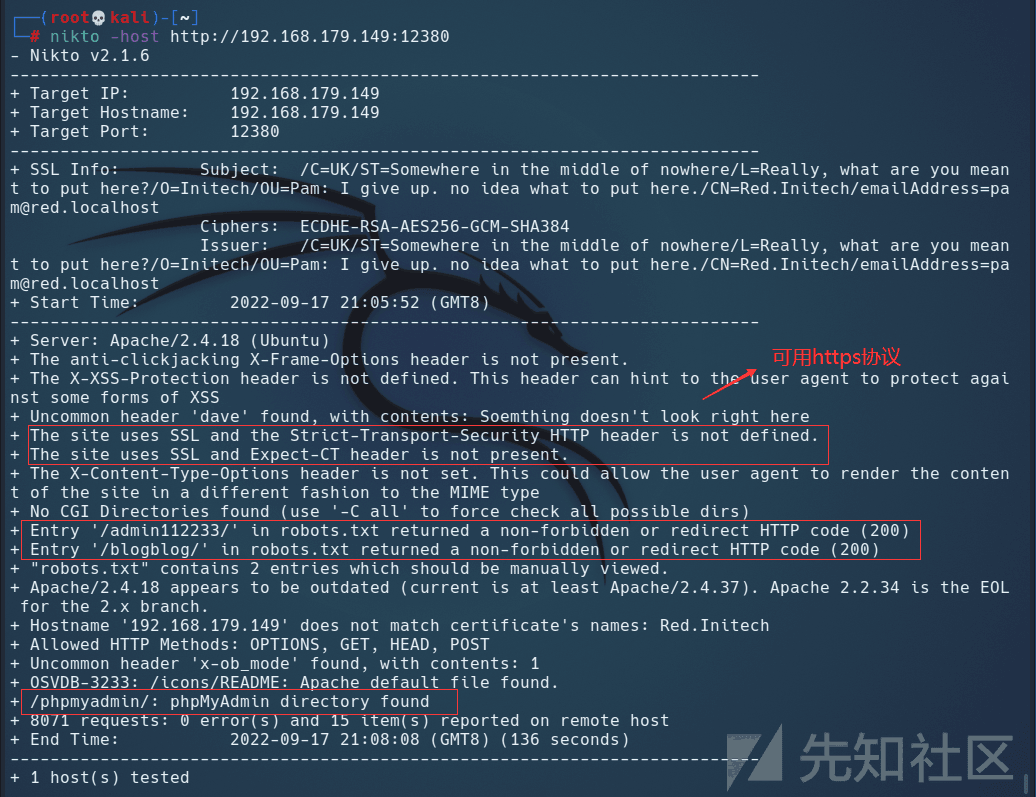 ┌──(root💀kali)-[~]
└─# nikto -host http://192.168.179.149:12380
- Nikto v2.1.6
---------------------------------------------------------------------------
+ Target IP:          192.168.179.149
+ Target Hostname:    192.168.179.149
+ Target Port:        12380
---------------------------------------------------------------------------
+ SSL Info:        Subject:  /C=UK/ST=Somewhere in the middle of nowhere/L=Really, what are you mean
t to put here?/O=Initech/OU=Pam: I give up. no idea what to put here./CN=Red.Initech/emailAddress=pa
m@red.localhost
                   Ciphers:  ECDHE-RSA-AES256-GCM-SHA384
                   Issuer:   /C=UK/ST=Somewhere in the middle of nowhere/L=Really, what are you mean
t to put here?/O=Initech/OU=Pam: I give up. no idea what to put here./CN=Red.Initech/emailAddress=pa
m@red.localhost
+ Start Time:         2022-09-17 21:05:52 (GMT8)
---------------------------------------------------------------------------
+ Server: Apache/2.4.18 (Ubuntu)
+ The anti-clickjacking X-Frame-Options header is not present.
可用https协议
+ The X-XSS-Protection header is not defined. This header can hint to the user agent to protect agai
nst some forms of XSS
+ Uncommon header 'dave' found, with contents: Soemthing doesn't look right here
+ The site uses SSL and the Strict-Transport-Security HTTP header is not defined.
+ The site uses SSL and Expect-CT header is not present.
+ The X-Content-Type-Options header is not set. This could allow the user agent to render the conten
t of the site in a different fashion to the MIME type
+ No CGI Directories found (use '-C all' to force check all possible dirs)
+ Entry '/admin112233/' in robots.txt returned a non-forbidden or redirect HTTP code (200)
+ Entry '/blogblog/' in robots.txt returned a non-forbidden or redirect HTTP code (200)
+ "robots.txt" contains 2 entries which should be manually viewed.
+ Apache/2.4.18 appears to be outdated (current is at least Apache/2.4.37). Apache 2.2.34 is the EOL
 for the 2.x branch.
+ Hostname '192.168.179.149' does not match certificate's names: Red.Initech
+ Allowed HTTP Methods: OPTIONS, GET, HEAD, POST
+ Uncommon header 'x-ob_mode' found, with contents: 1
+ OSVDB-3233: /icons/README: Apache default file found.
+ /phpmyadmin/: phpMyAdmin directory found
+ 8071 requests: 0 error(s) and 15 item(s) reported on remote host
+ End Time:           2022-09-17 21:08:08 (GMT8) (136 seconds)
---------------------------------------------------------------------------
+ 1 host(s) tested
先知社区